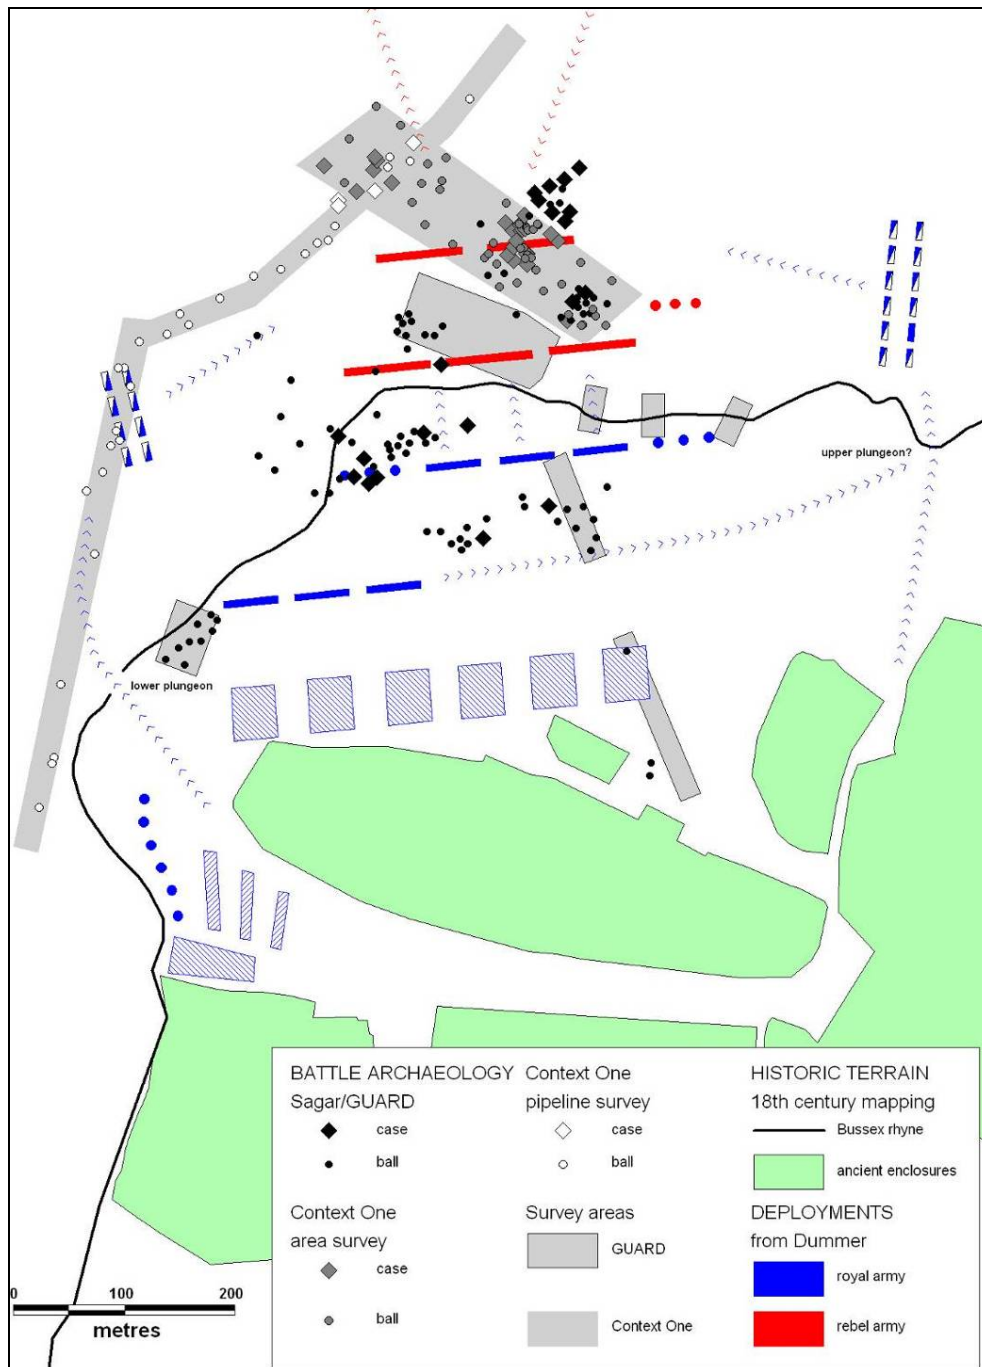 upper plungeon?
lower plungeon
BATTLE ARCHAEOLOGY
Sagar/GUARD
case
ball
Context One
area survey
case
ball
Context One
pipeline survey
case
ball
Survey areas
GUARD
Context One
HISTORIC TERRAIN
18th century mapping
Bussex rhyne
ancient enclosures
DEPLOYMENTS
from Dummer
royal army
rebel army
0 100 200
metres